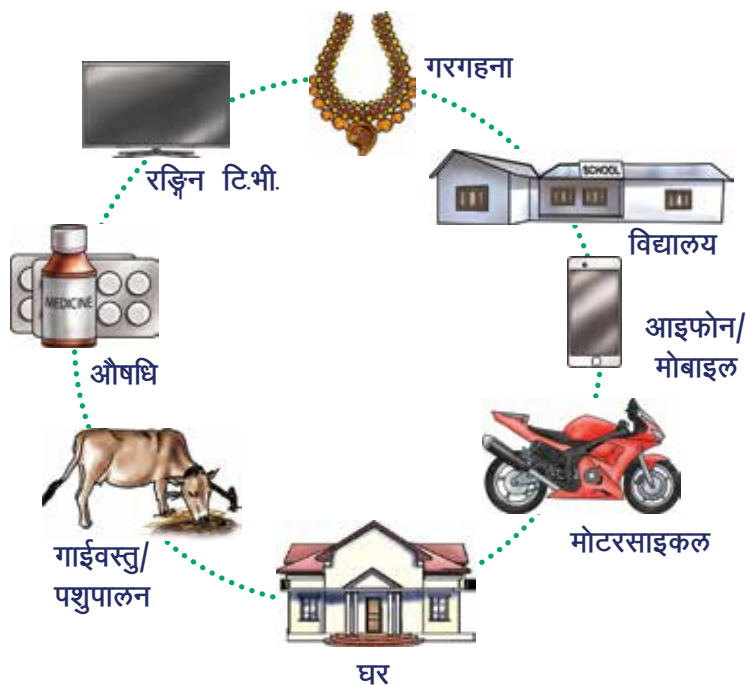 गरगहना
रङ्गिन टि.भी.
SCHOOL
विद्यालय
आइफोन/
मोबाइल
MEDICINE
औषधि
मोटरसाइकल
गाईवस्तु/
पशुपालन
घर